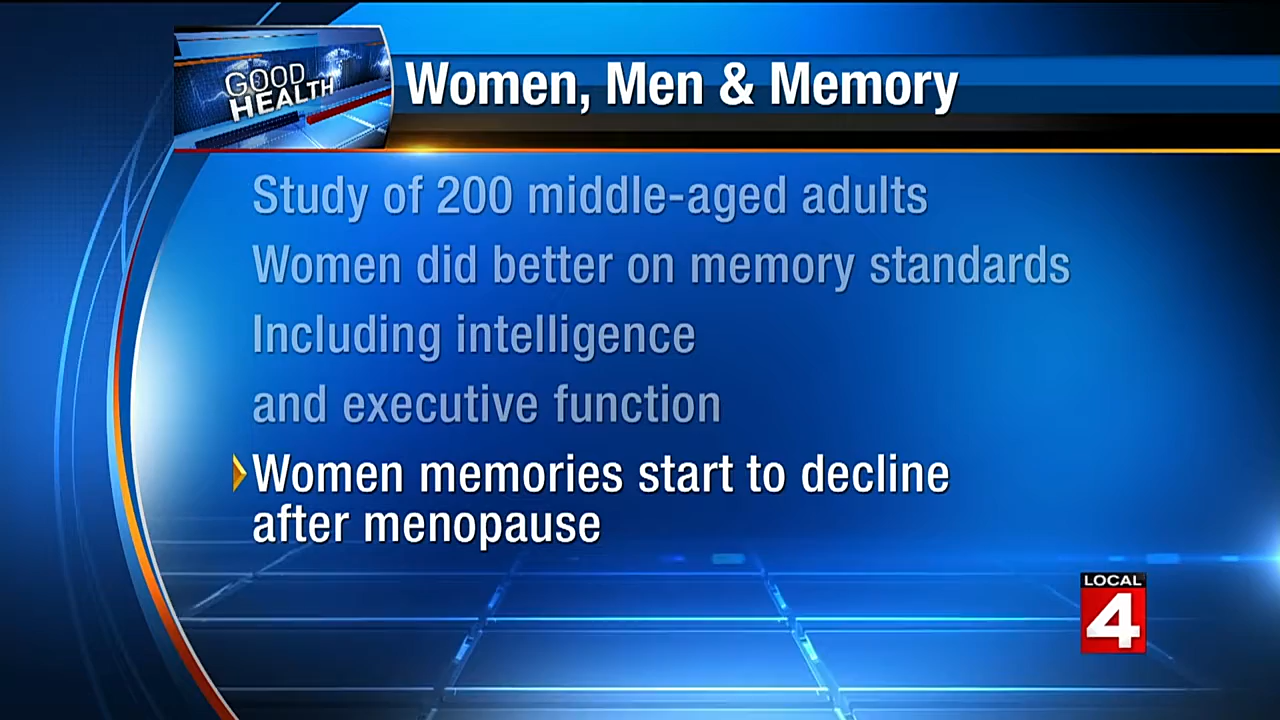 GOOD
HEALTH
Women, Men & Memory
Study of 200 middle-aged adults
Women did better on memory standards
Including intelligence
and executive function
Women memories start to decline
after menopause
LOCAL
4